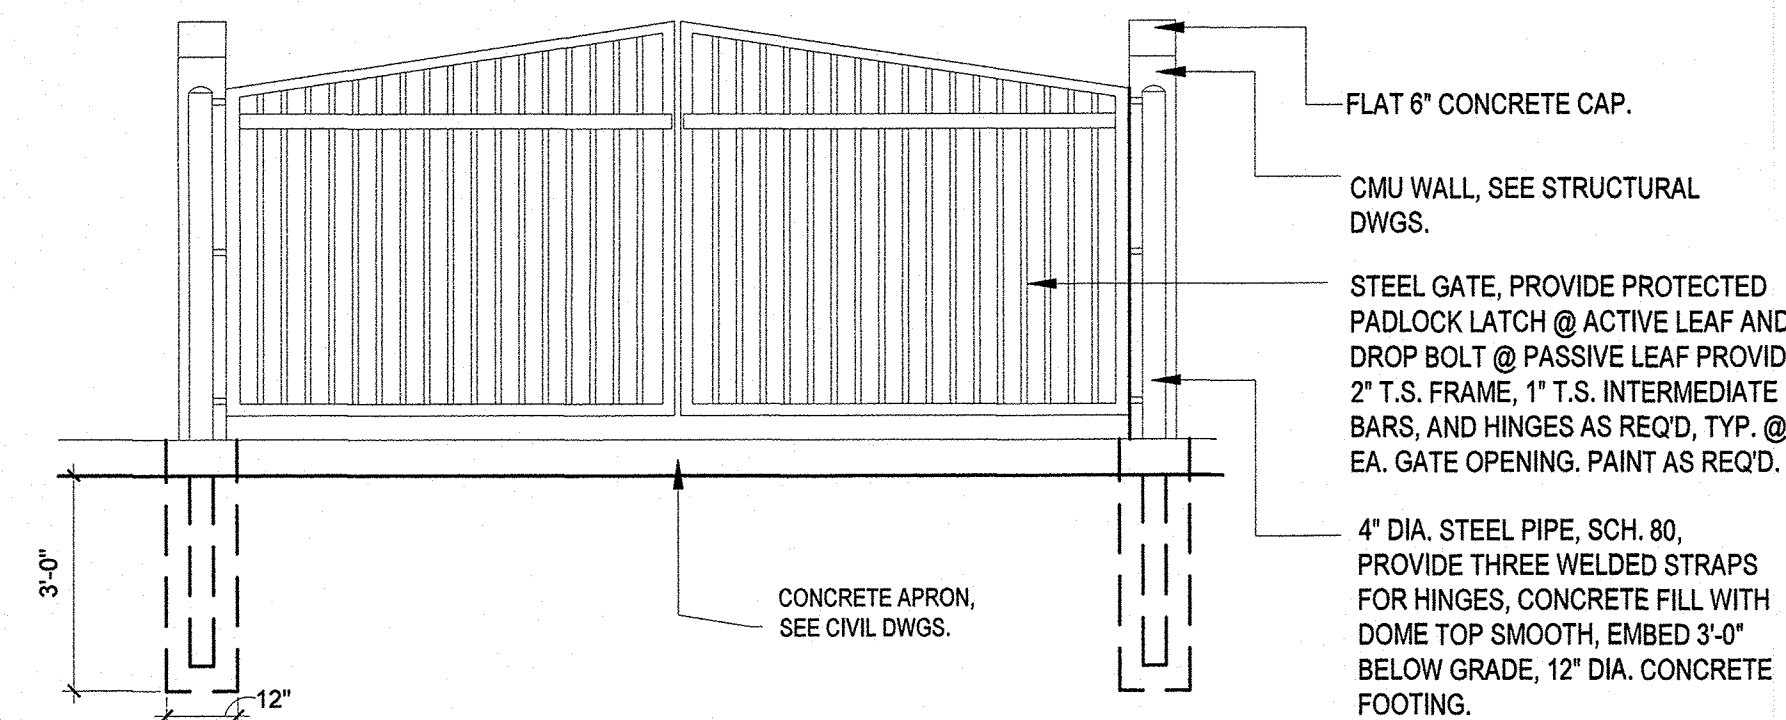 FLAT 6" CONCRETE CAP.
CMU WALL, SEE STRUCTURAL
DWGS.
STEEL GATE, PROVIDE PROTECTED
PADLOCK LATCH @ ACTIVE LEAF AND
DROP BOLT @ PASSIVE LEAF PROVID
2" T.S. FRAME, 1" T.S. INTERMEDIATE
BARS, AND HINGES AS REQ'D, TYP. @
EA. GATE OPENING. PAINT AS REQ'D.
4" DIA. STEEL PIPE, SCH. 80,
PROVIDE THREE WELDED STRAPS
FOR HINGES, CONCRETE FILL WITH
DOME TOP SMOOTH, EMBED 3'-0"
BELOW GRADE, 12" DIA. CONCRETE
FOOTING.
CONCRETE APRON,
SEE CIVIL DWGS.
3'-0"
12"